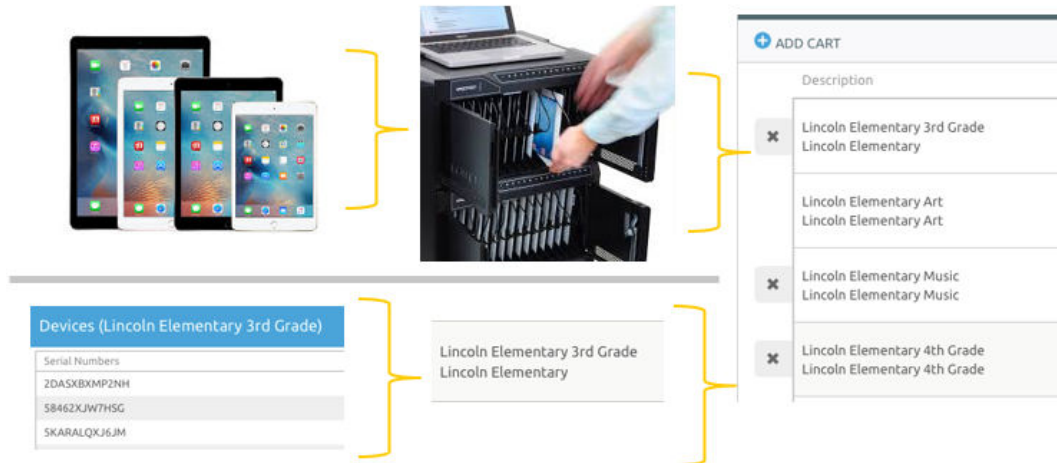 ADD CART
Description
Lincoln Elementary 3rd Grade
Lincoln Elementary
Lincoln Elementary Art
Lincoln Elementary Art
Lincoln Elementary Music
Lincoln Elementary Music
Lincoln Elementary 4th Grade
Lincoln Elementary 4th Grade
Devices (Lincoln Elementary 3rd Grade)
Serial Numbers
2DASXBXMP2NH
58462XJW7HSG
5KARALQXJ6JM
Lincoln Elementary 3rd Grade
Lincoln Elementary